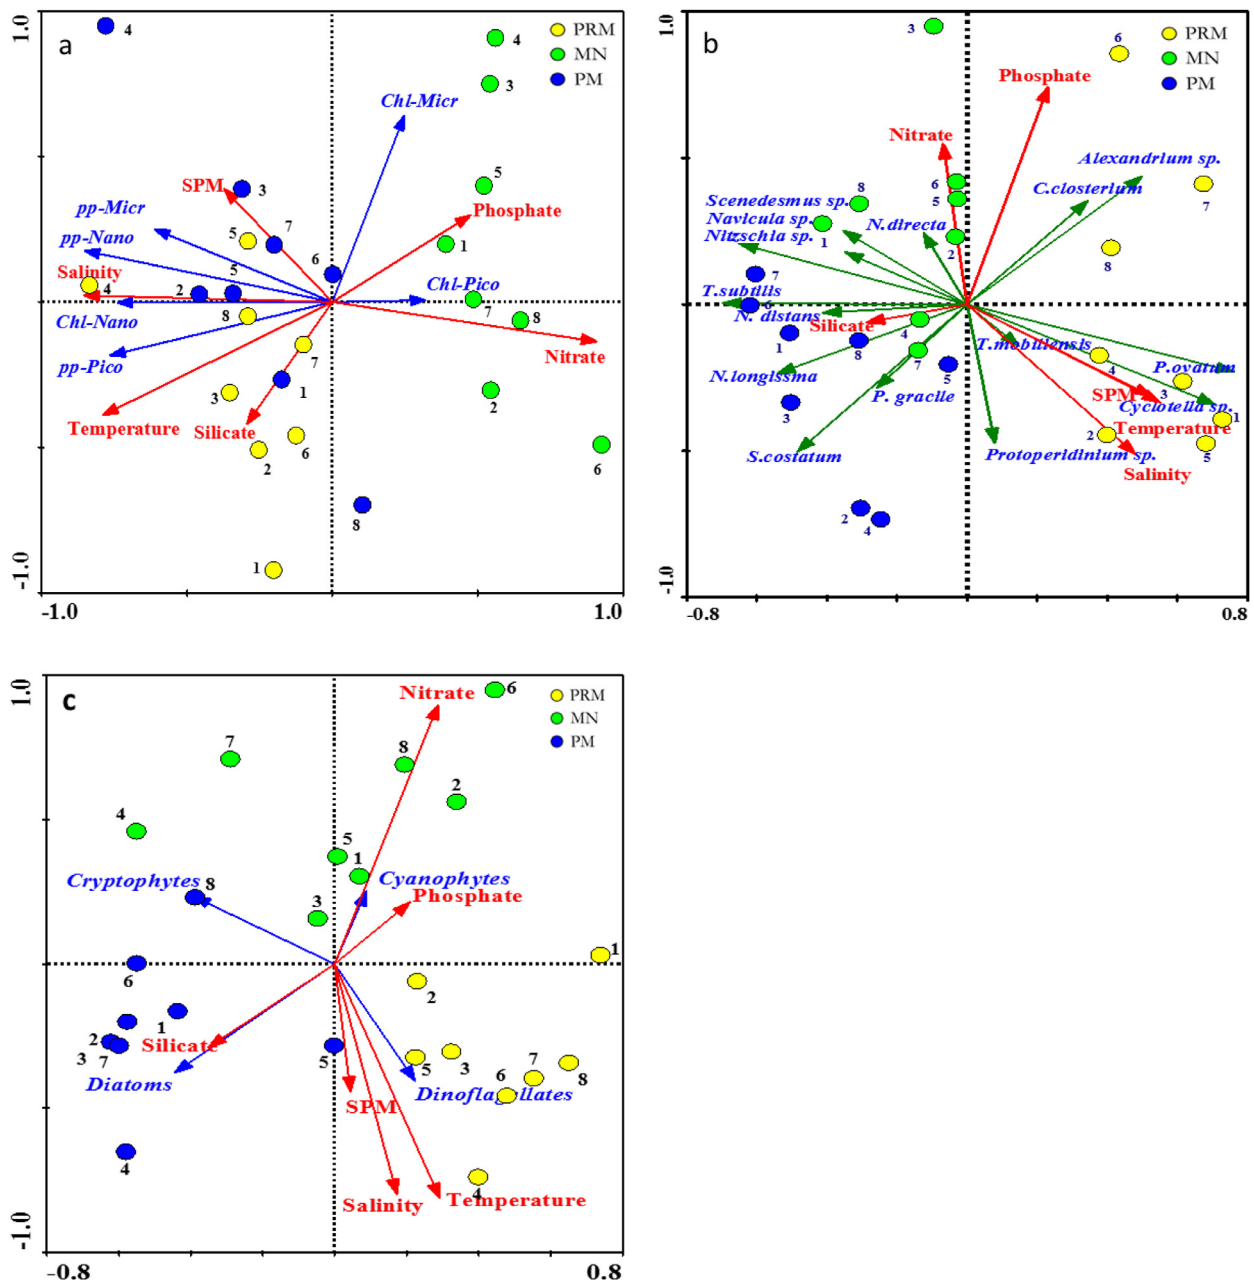 1.0
a
PRM
MN
PM
4
4
3
Chl-Micr
SPM
3
5
pp-Micr
7
Phosphate
pp-Nano
5
6
1
Salinity
5
4
2
Chl-Pico
Chl-Nano
8
7
8
Nitrate
pp-Pico
7
3
1
2
Temperature
Silicate
6
2
6
8
1
-1.0
-1.0
1.0
1.0
b
PRM
MN
PM
3
6
Phosphate
Nitrate
Alexandrium sp.
C.closterium
6
8
5
7
Scenedesmus sp.
Navicula sp.
N.directa
Nitzschia sp.
1
2
8
7
T.subtilis
6
N. distans
Silicate
4
1
8
T.mobiliensis
7
5
4
P.ovatum
N.longissma
P. gracile
SPM
3
Cyclotella sp.
1
3
Temperature
2
S.costatum
Protoperidinium sp.
5
Salinity
2
4
-1.0
-0.8
0.8
1.0
c
PRM
MN
PM
Nitrate
6
7
8
2
4
5
1
Cryptophytes
8
Cyanophytes
Phosphate
3
1
6
2
1
2
Silicate
3
7
5
5
3
7
6
8
Diatoms
Dinoflagellates
SPM
4
4
Salinity
Temperature
-1.0
-0.8
0.8